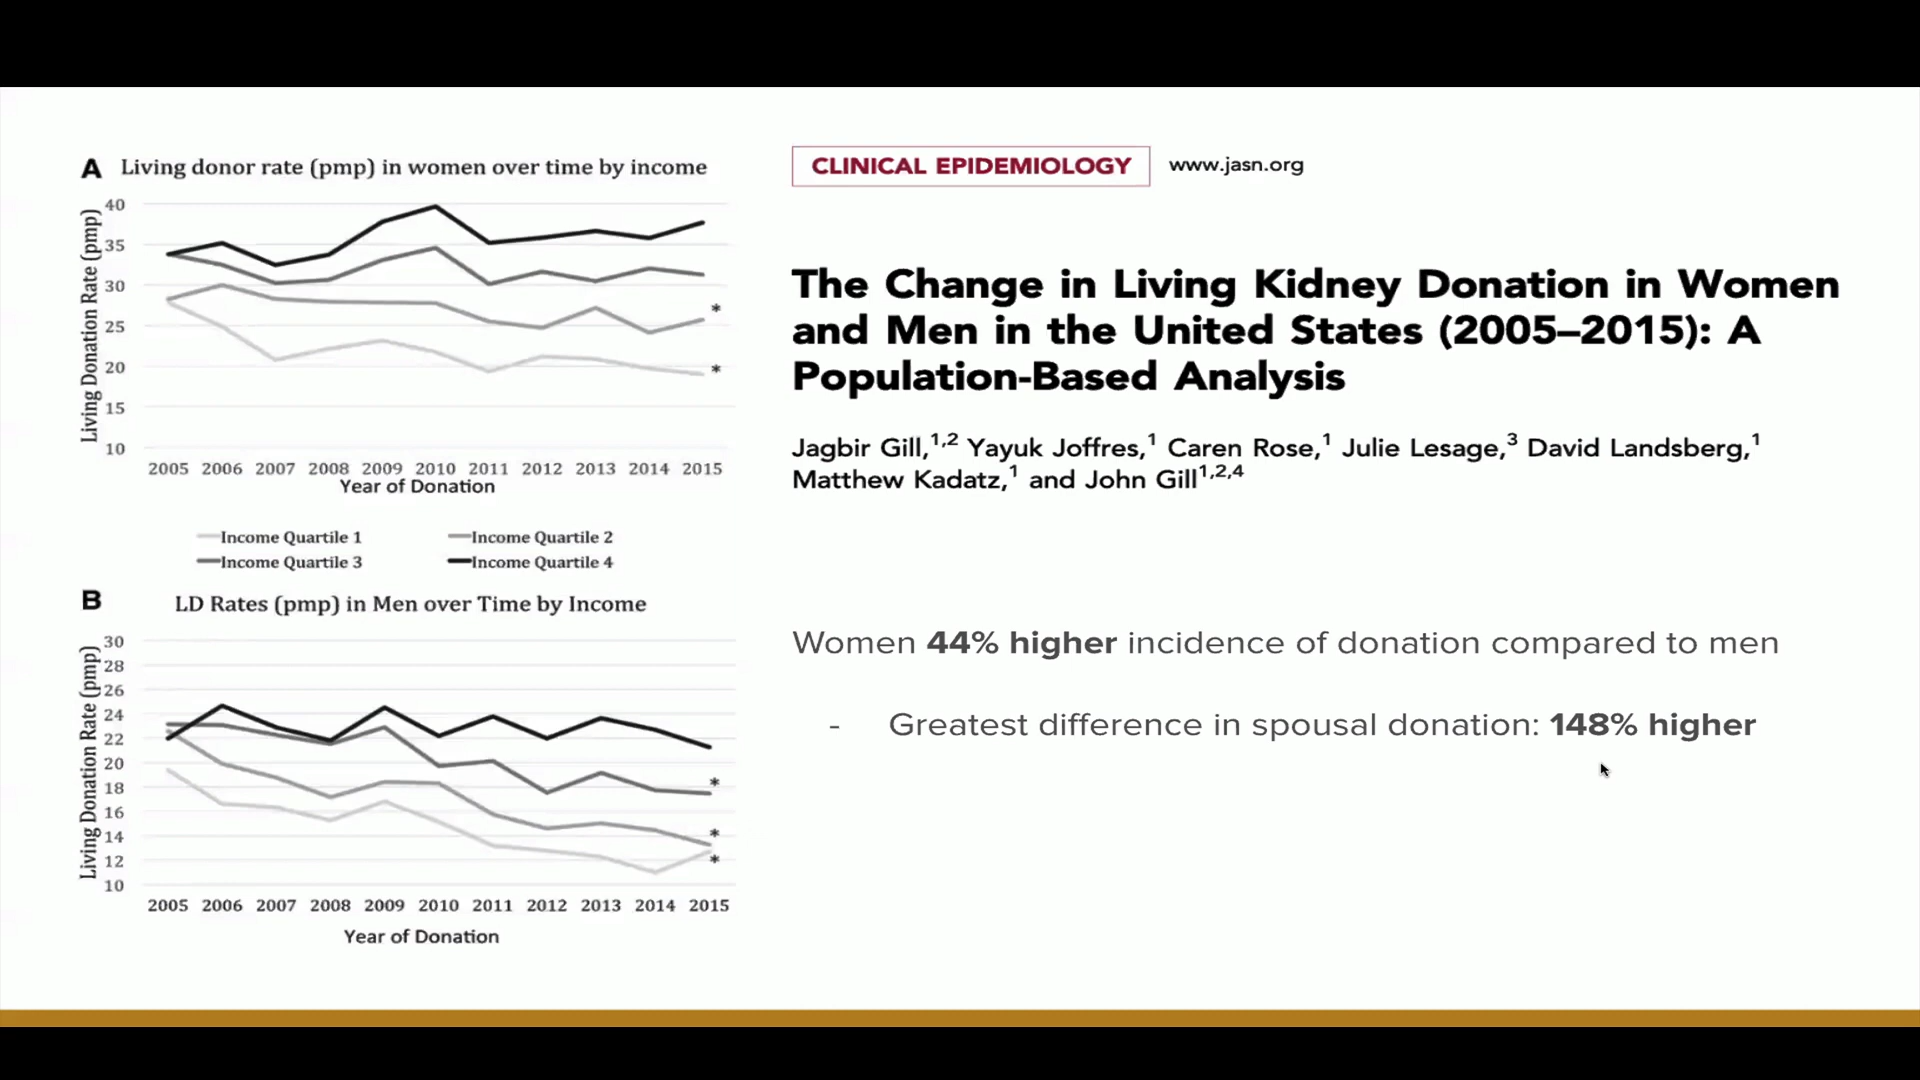 A Living donor rate (pmp) in women over time by income
Living Donation Rate (pmp)
40
35
30
25
20
15
10
*
*
2005 2006 2007 2008 2009 2010 2011 2012 2013 2014 2015
Year of Donation
Income Quartile 1 Income Quartile 2
Income Quartile 3 Income Quartile 4
B LD Rates (pmp) in Men over Time by Income
Living Donation Rate (pmp)
30
28
26
24
22
20
18
16
14
12
10
*
*
*
2005 2006 2007 2008 2009 2010 2011 2012 2013 2014 2015
Year of Donation
CLINICAL EPIDEMIOLOGY www.jasn.org
The Change in Living Kidney Donation in Women
and Men in the United States (2005–2015): A
Population-Based Analysis
Jagbir Gill,1,2 Yayuk Joffres,1 Caren Rose,1 Julie Lesage,3 David Landsberg,1
Matthew Kadatz,1 and John Gill1,2,4
Women 44% higher incidence of donation compared to men
- Greatest difference in spousal donation: 148% higher